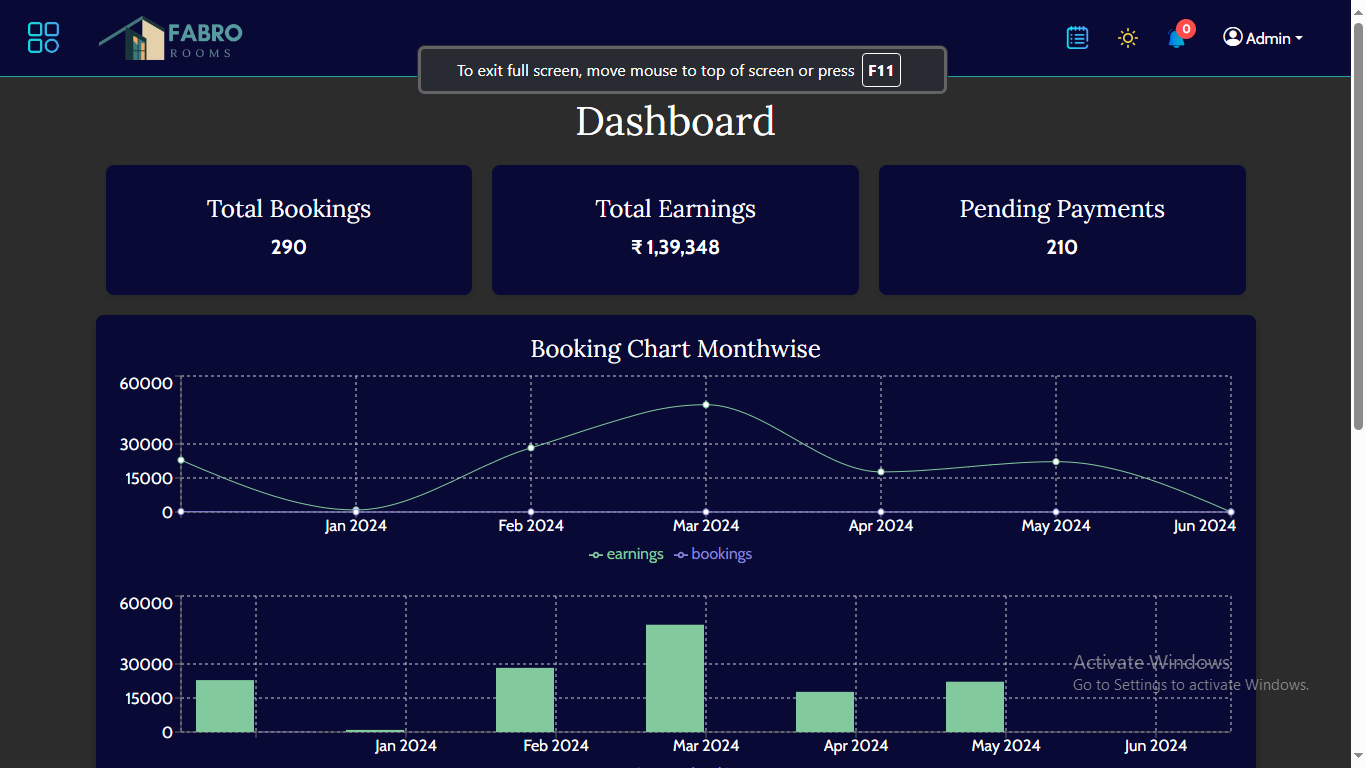 FABRO
ROOMS
0
Admin
To exit full screen, move mouse to top of screen or press F11
Dashboard
Total Bookings
290
Total Earnings
₹ 1,39,348
Pending Payments
210
Booking Chart Monthwise
60000
30000
15000
0
Jan 2024 Feb 2024 Mar 2024 Apr 2024 May 2024 Jun 2024
earnings bookings
60000
30000
15000
0
Jan 2024 Feb 2024 Mar 2024 Apr 2024 May 2024 Jun 2024
Activate Windows
Go to Settings to activate Windows.